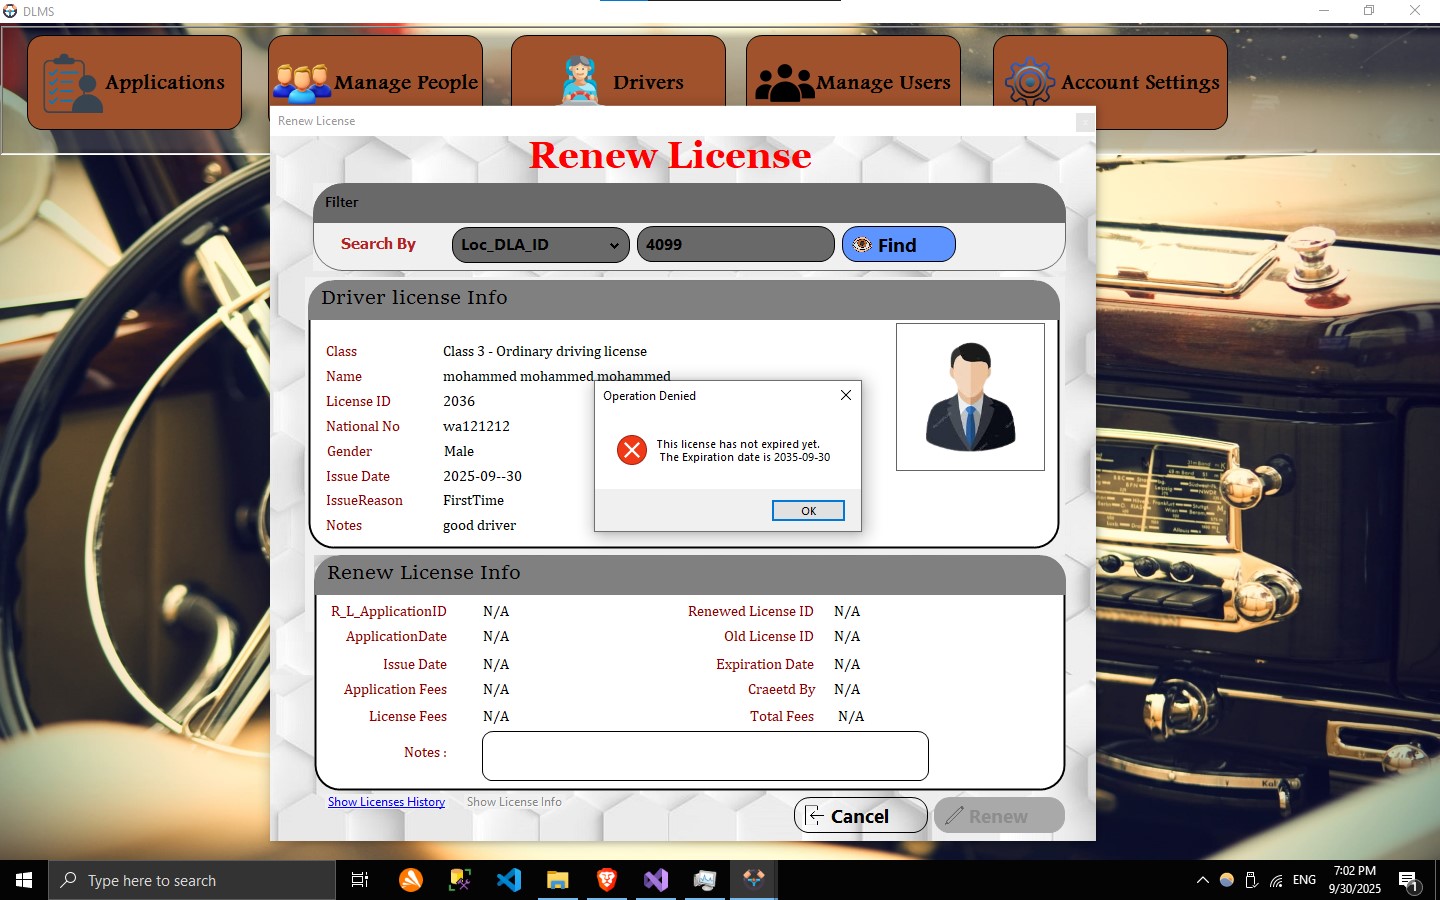 DLMS
Applications
Manage People
Drivers
Manage Users
Account Settings
Renew License
Renew License
Filter
Search By
Loc_DLA_ID
4099
Find
Driver license Info
Class
Class 3 - Ordinary driving license
Name
mohammed mohammed mohammed
License ID
2036
National No
wa121212
Gender
Male
Issue Date
2025-09--30
IssueReason
FirstTime
Notes
good driver
Operation Denied
This license has not expired yet.
The Expiration date is 2035-09-30
OK
Renew License Info
R_L_ApplicationID
N/A
Renewed License ID
N/A
ApplicationDate
N/A
Old License ID
N/A
Issue Date
N/A
Expiration Date
N/A
Application Fees
N/A
Craeetd By
N/A
License Fees
N/A
Total Fees
N/A
Notes :
Show Licenses History
Show License Info
Cancel
Renew
Type here to search
ENG
7:02 PM
9/30/2025
1